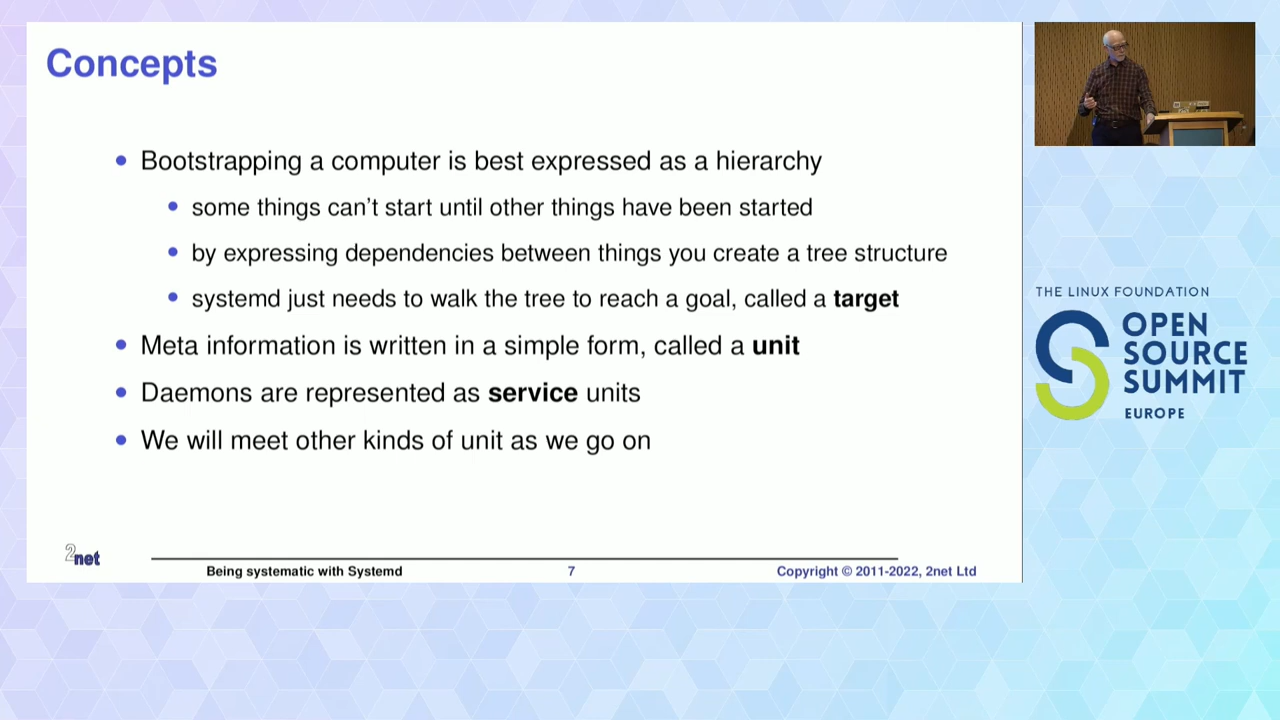 Concepts
Bootstrapping a computer is best expressed as a hierarchy
some things can't start until other things have been started
by expressing dependencies between things you create a tree structure
systemd just needs to walk the tree to reach a goal, called a target
Meta information is written in a simple form, called a unit
Daemons are represented as service units
We will meet other kinds of unit as we go on
2net
Being systematic with Systemd
7
Copyright © 2011-2022, 2net Ltd
THE LINUX FOUNDATION
OPEN
SOURCE
SUMMIT
EUROPE